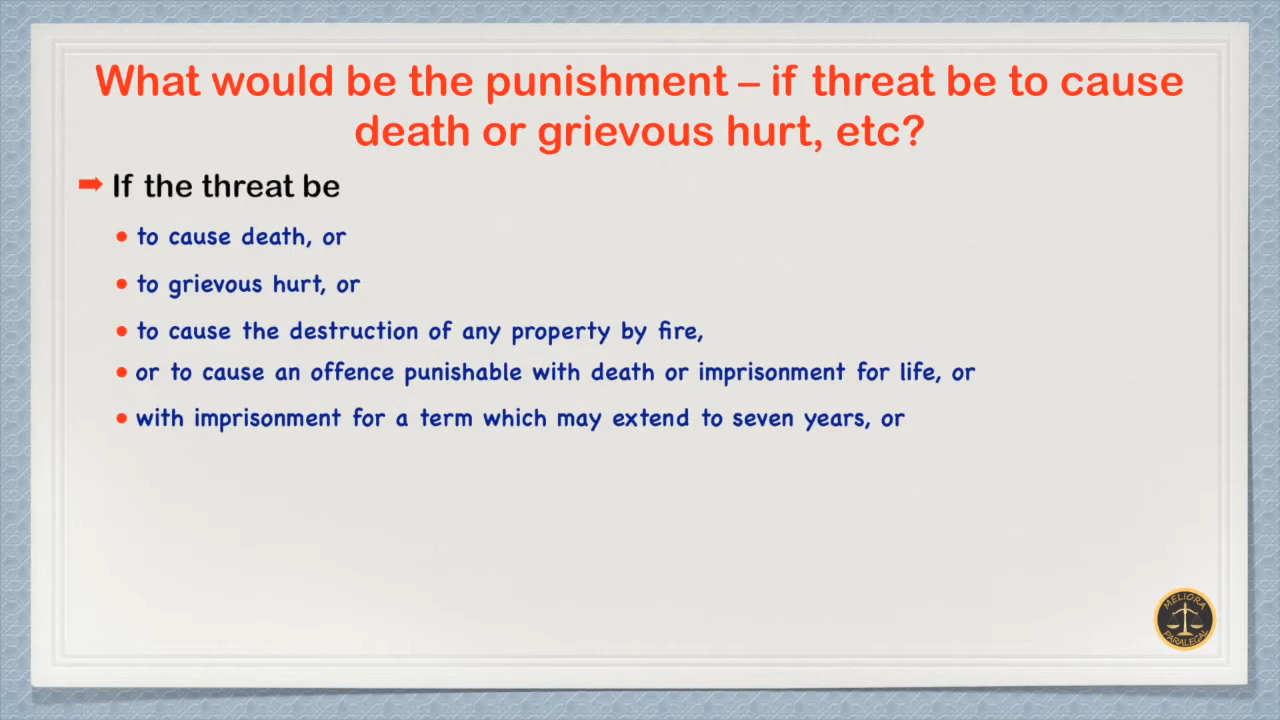 What would be the punishment – if threat be to cause
death or grievous hurt, etc?
If the threat be
to cause death, or
to grievous hurt, or
to cause the destruction of any property by fire,
or to cause an offence punishable with death or imprisonment for life, or
with imprisonment for a term which may extend to seven years, or
MELIORA
PARALEGAL